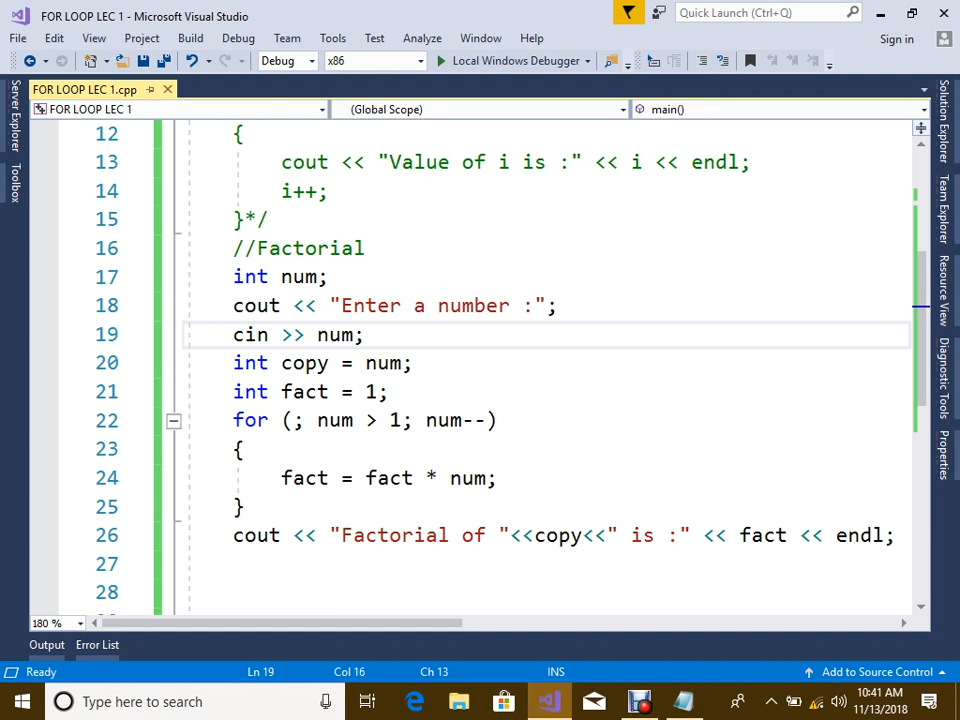 FOR LOOP LEC 1 - Microsoft Visual Studio
Quick Launch (Ctrl+Q)
File Edit View Project Build Debug Team Tools Test Analyze Window Help
Sign in
Debug x86 Local Windows Debugger
FOR LOOP LEC 1.cpp
FOR LOOP LEC 1 (Global Scope) main()
Server Explorer
Toolbox
12 {
13 cout << "Value of i is :" << i << endl;
14 i++;
15 }*/
16 //Factorial
17 int num;
18 cout << "Enter a number :";
19 cin >> num;
20 int copy = num;
21 int fact = 1;
22 for (; num > 1; num--)
23 {
24 fact = fact * num;
25 }
26 cout << "Factorial of "<<copy<<" is :" << fact << endl;
27
28
Solution Explorer
Team Explorer
Resource View
Diagnostic Tools
Properties
180 %
Output Error List
Ready Ln 19 Col 16 Ch 13 INS Add to Source Control
Type here to search
10:41 AM
11/13/2018